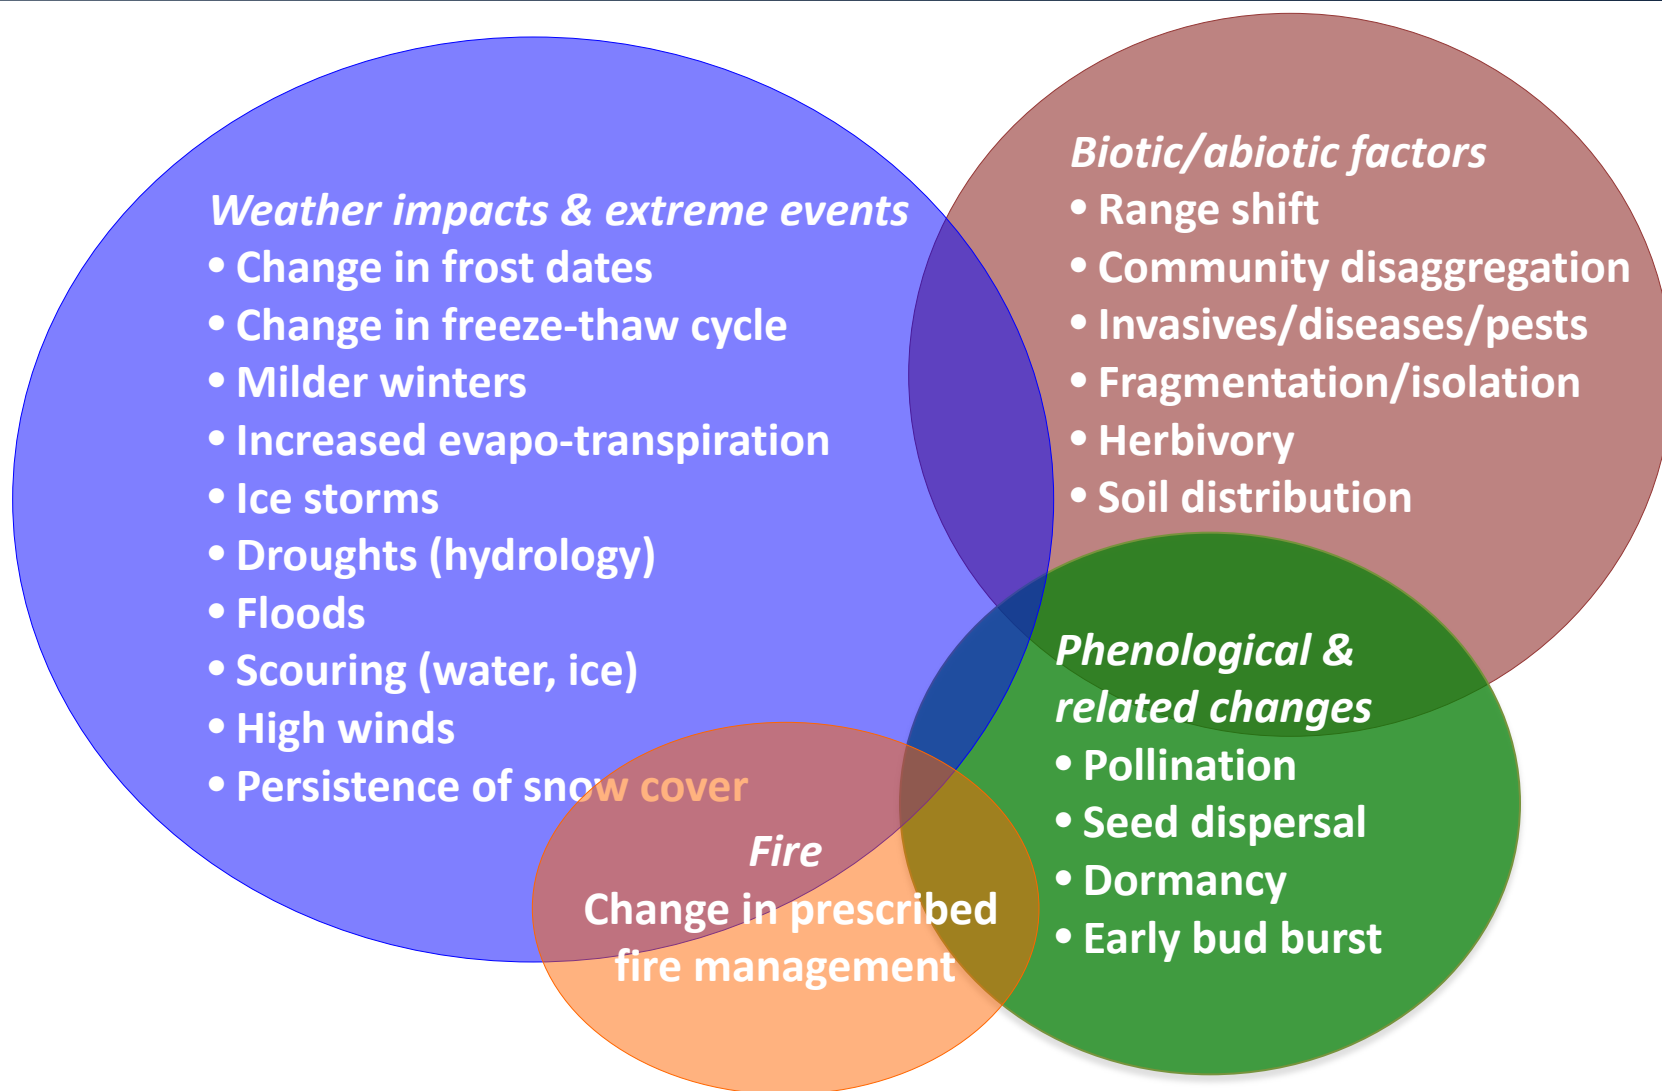 Weather impacts & extreme events
• Change in frost dates
• Change in freeze-thaw cycle
• Milder winters
• Increased evapo-transpiration
• Ice storms
• Droughts (hydrology)
• Floods
• Scouring (water, ice)
• High winds
• Persistence of snow cover
Biotic/abiotic factors
• Range shift
• Community disaggregation
• Invasives/diseases/pests
• Fragmentation/isolation
• Herbivory
• Soil distribution
Phenological &
related changes
• Pollination
• Seed dispersal
• Dormancy
• Early bud burst
Fire
Change in prescribed
fire management